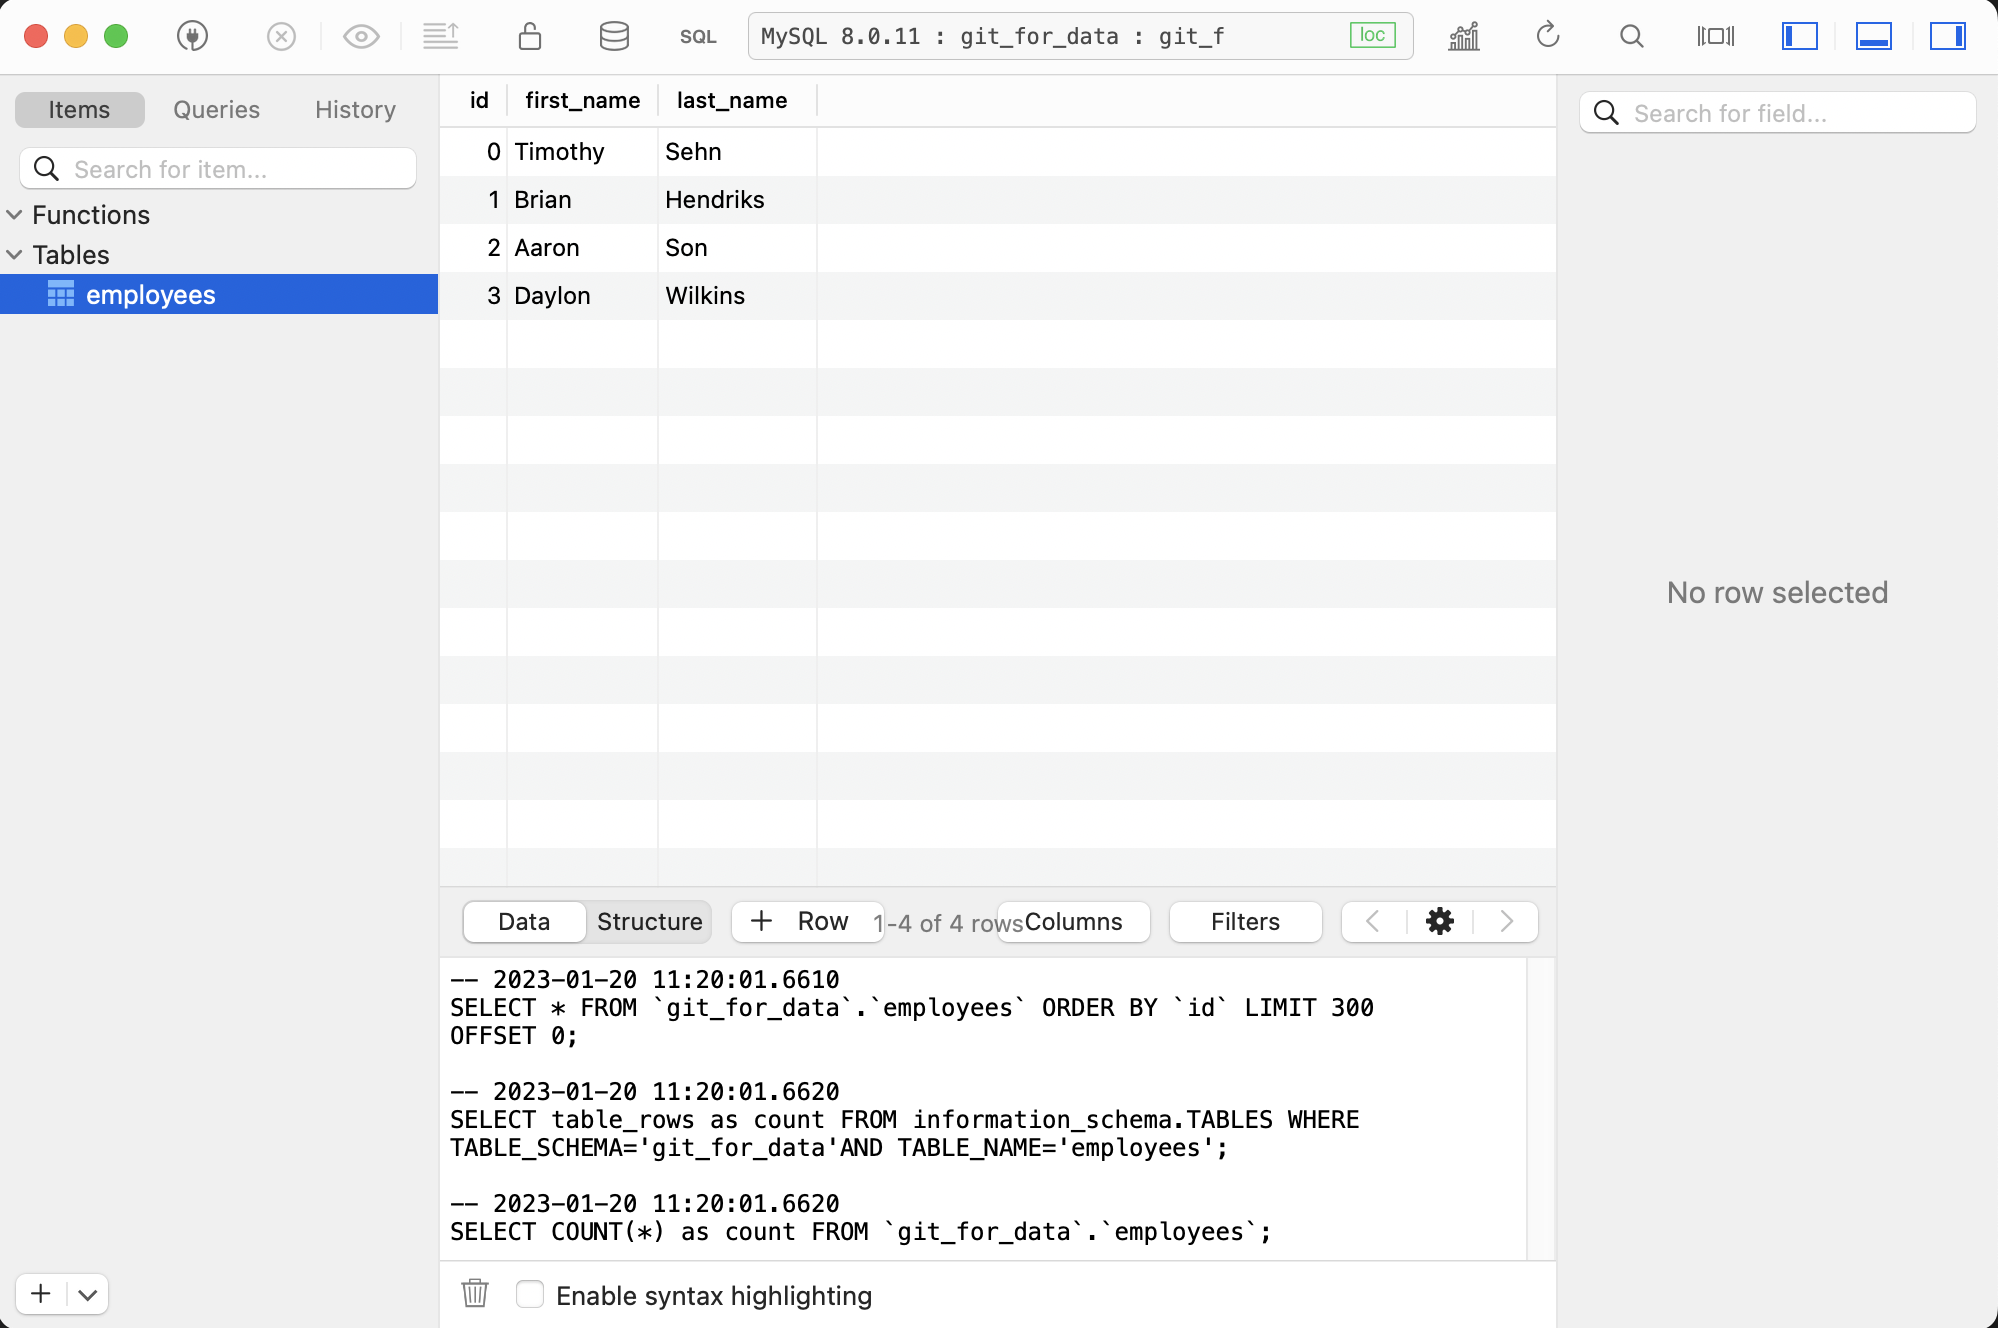 SQL
MySQL 8.0.11 : git_for_data : git_f
loc
Items Queries History
Search for item...
Functions
Tables
employees
id first_name last_name
0 Timothy Sehn
1 Brian Hendriks
2 Aaron Son
3 Daylon Wilkins
Search for field...
No row selected
Data Structure + Row 1-4 of 4 rows Columns Filters
-- 2023-01-20 11:20:01.6610
SELECT * FROM `git_for_data`.`employees` ORDER BY `id` LIMIT 300
OFFSET 0;
-- 2023-01-20 11:20:01.6620
SELECT table_rows as count FROM information_schema.TABLES WHERE
TABLE_SCHEMA='git_for_data'AND TABLE_NAME='employees';
-- 2023-01-20 11:20:01.6620
SELECT COUNT(*) as count FROM `git_for_data`.`employees`;
Enable syntax highlighting